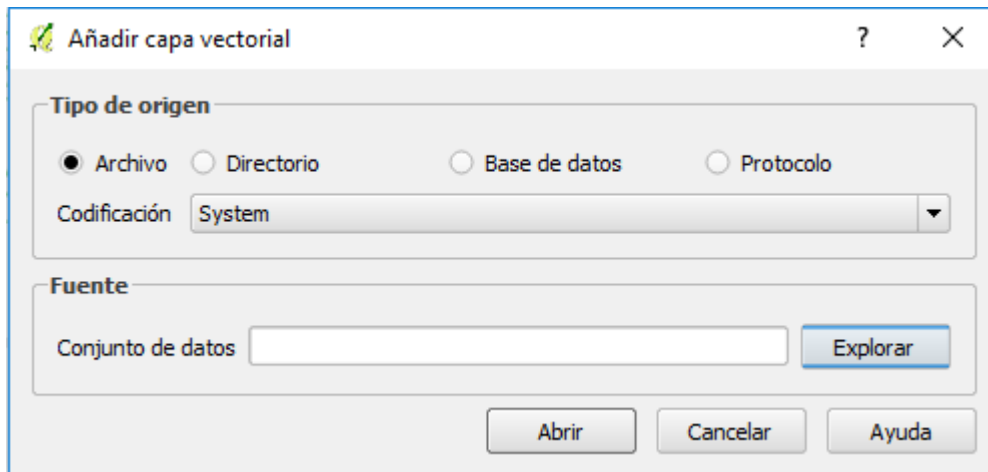 Añadir capa vectorial ?
Tipo de origen
Archivo Directorio Base de datos Protocolo
Codificación System
Fuente
Conjunto de datos Explorar
Abrir Cancelar Ayuda